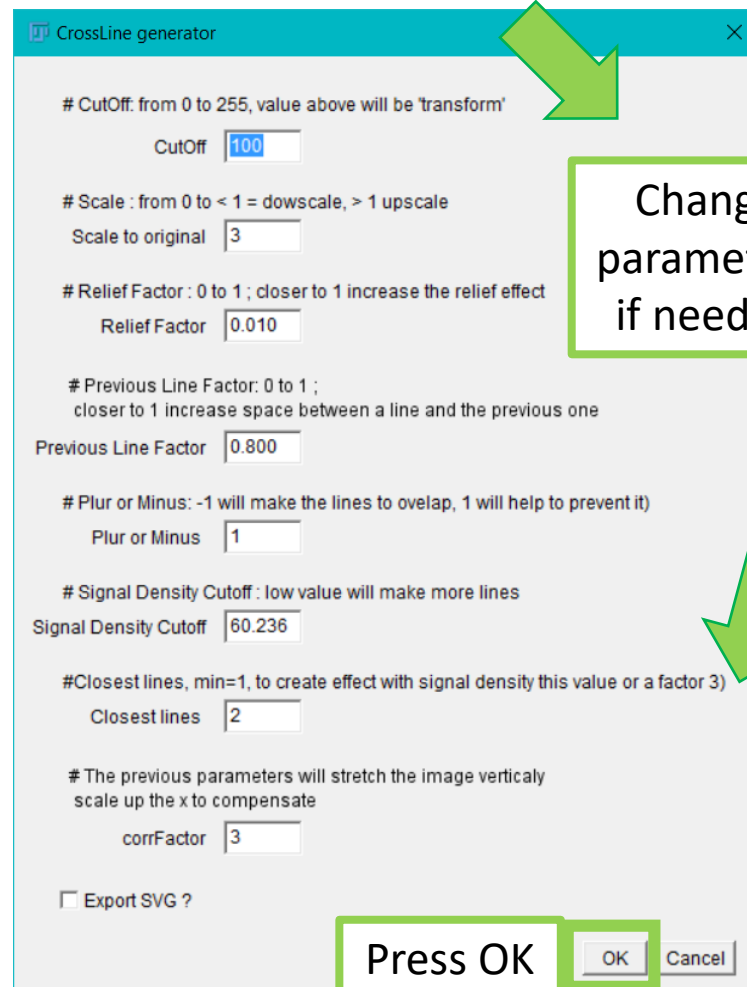 CrossLine generator
# CutOff: from 0 to 255, value above will be 'transform'
CutOff 100
# Scale : from 0 to < 1 = dowscale, > 1 upscale
Scale to original 3
# Relief Factor : 0 to 1 ; closer to 1 increase the relief effect
Relief Factor 0.010
# Previous Line Factor: 0 to 1 ;
closer to 1 increase space between a line and the previous one
Previous Line Factor 0.800
# Plur or Minus: -1 will make the lines to ovelap, 1 will help to prevent it)
Plur or Minus 1
# Signal Density Cutoff : low value will make more lines
Signal Density Cutoff 60.236
#Closest lines, min=1, to create effect with signal density this value or a factor 3)
Closest lines 2
# The previous parameters will stretch the image verticaly
scale up the x to compensate
corrFactor 3
Export SVG ?
OK Cancel
Chang
paramet
if need
Press OK